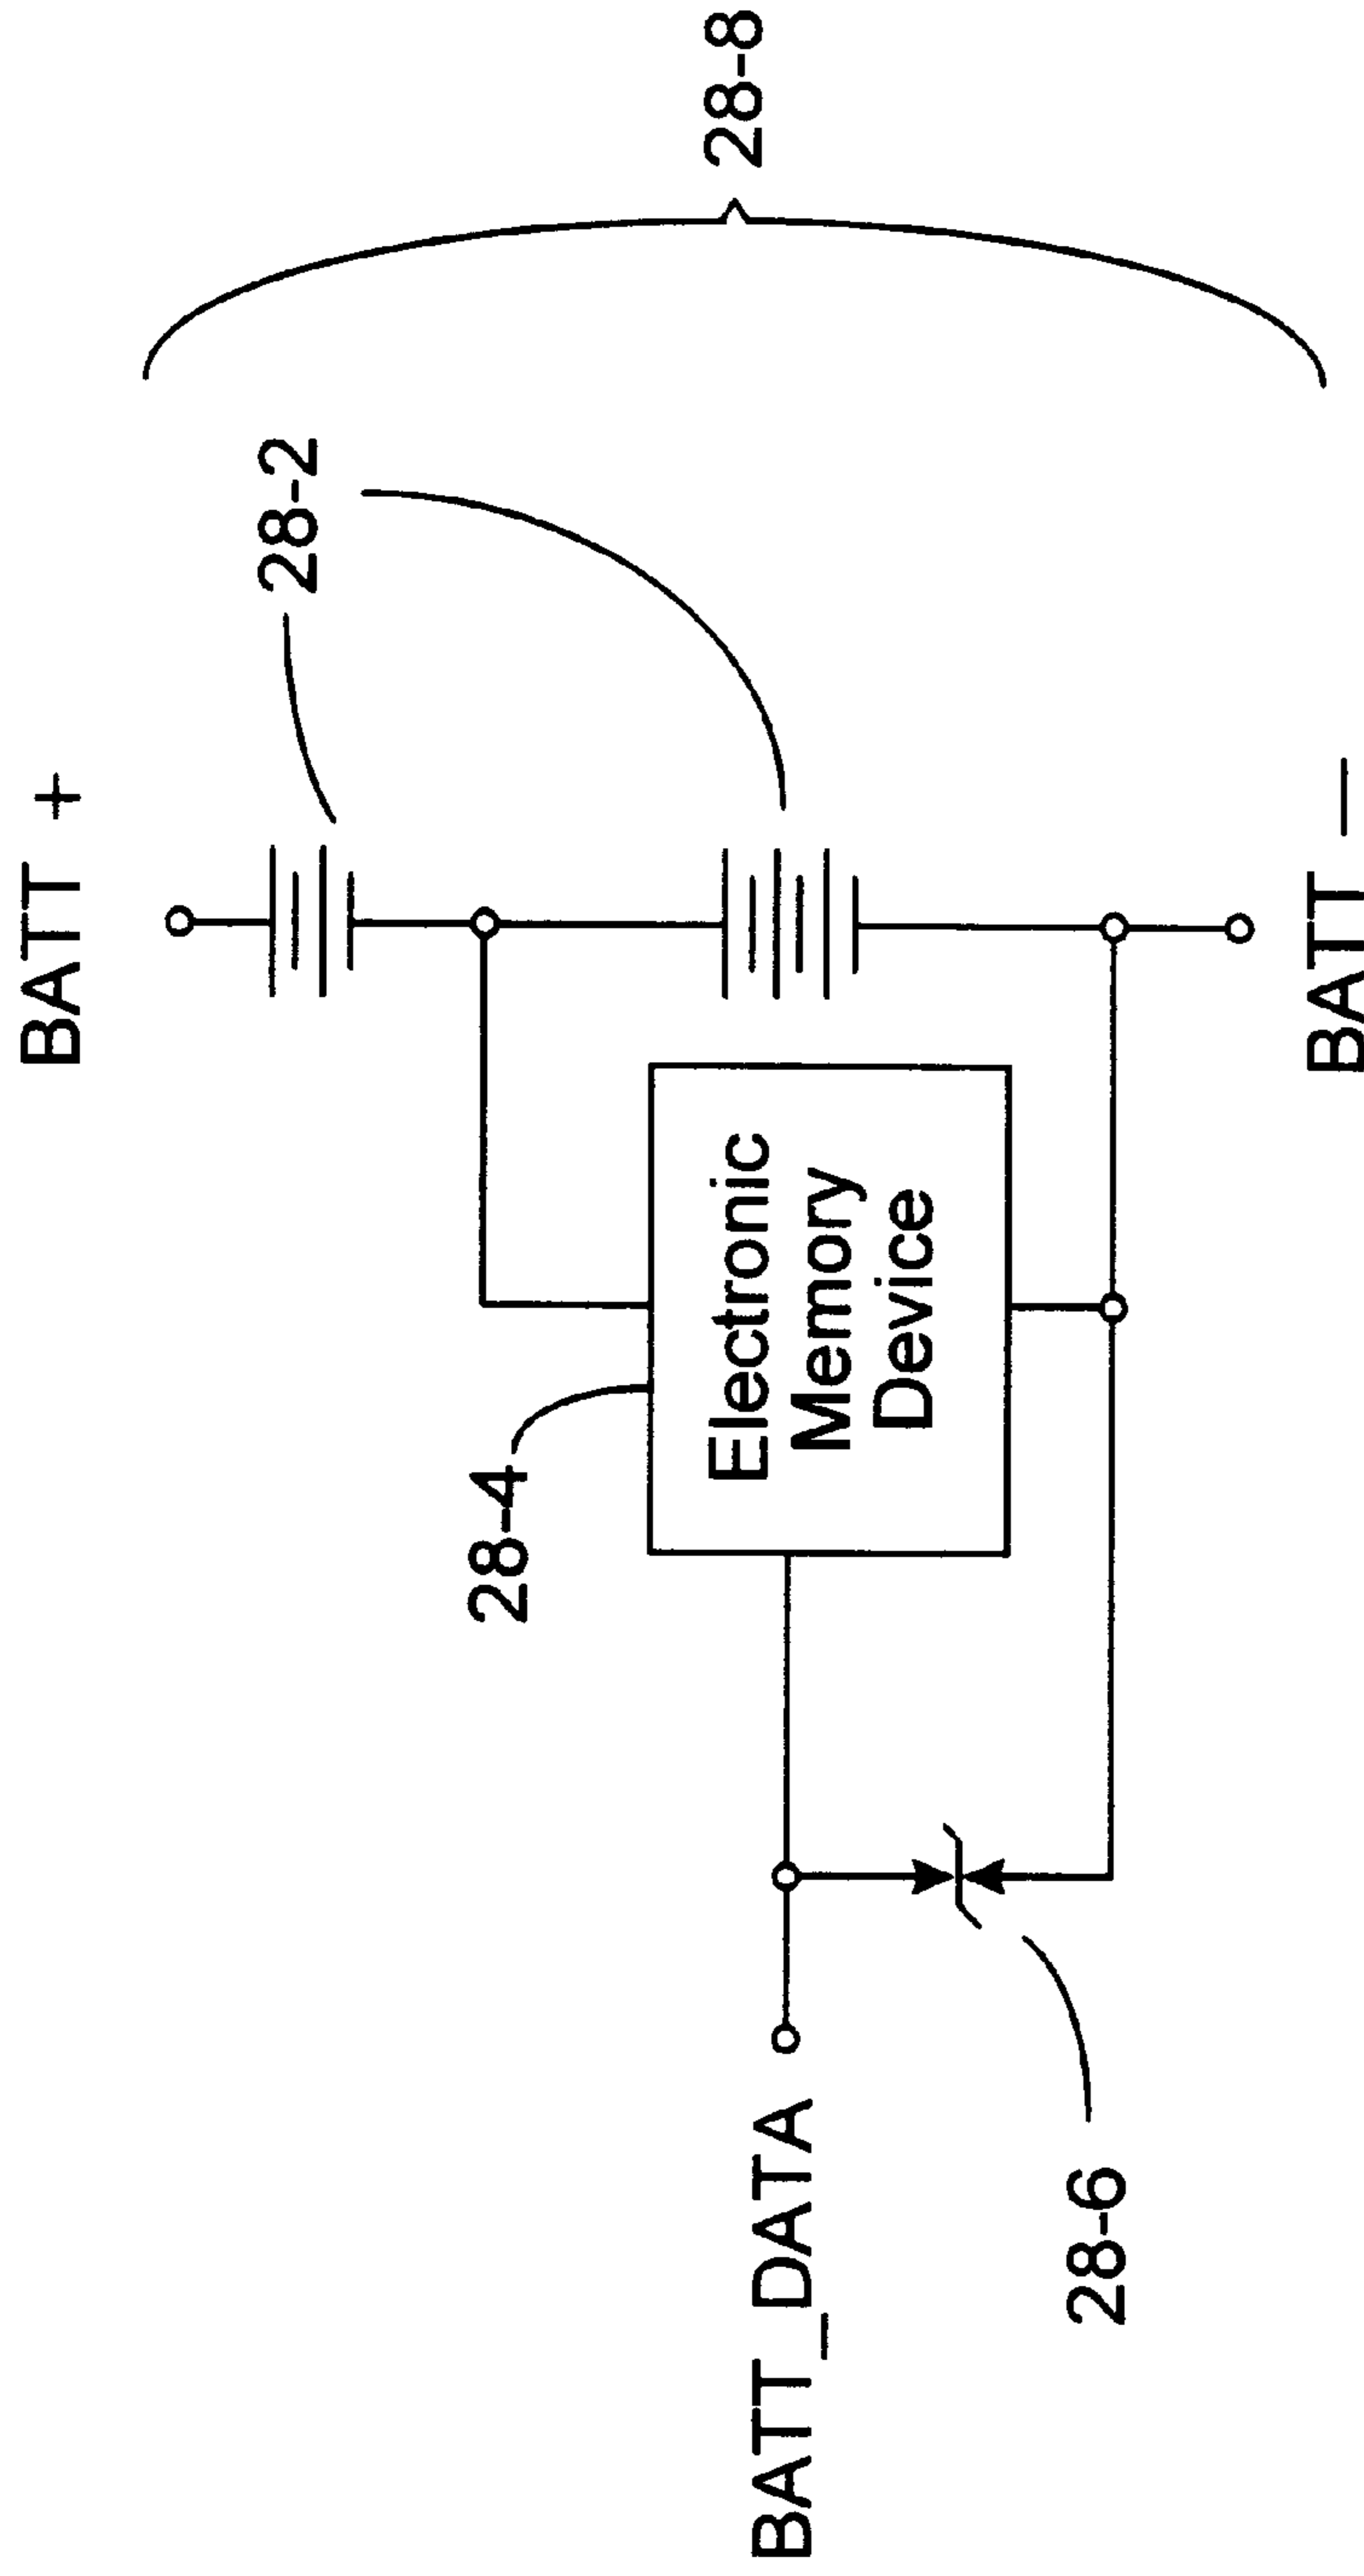 BATT +
28-2
28-8
28-4
Electronic
Memory
Device
BATT_DATA
28-6
BATT —